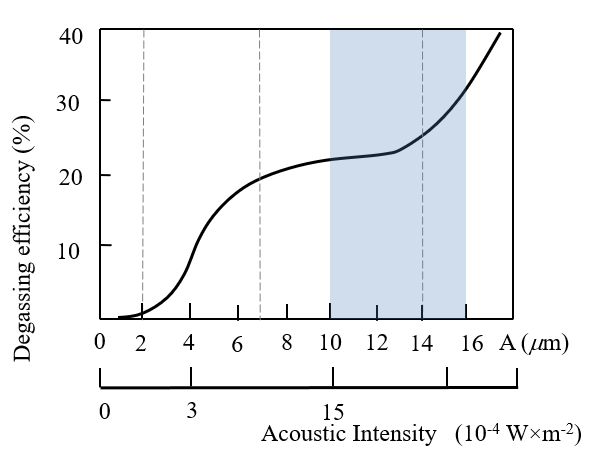 40
30
20
10
Degassing efficiency (%)
0 2 4 6 8 10 12 14 16 A (μm)
0 3 15
Acoustic Intensity (10-4 W×m-2)